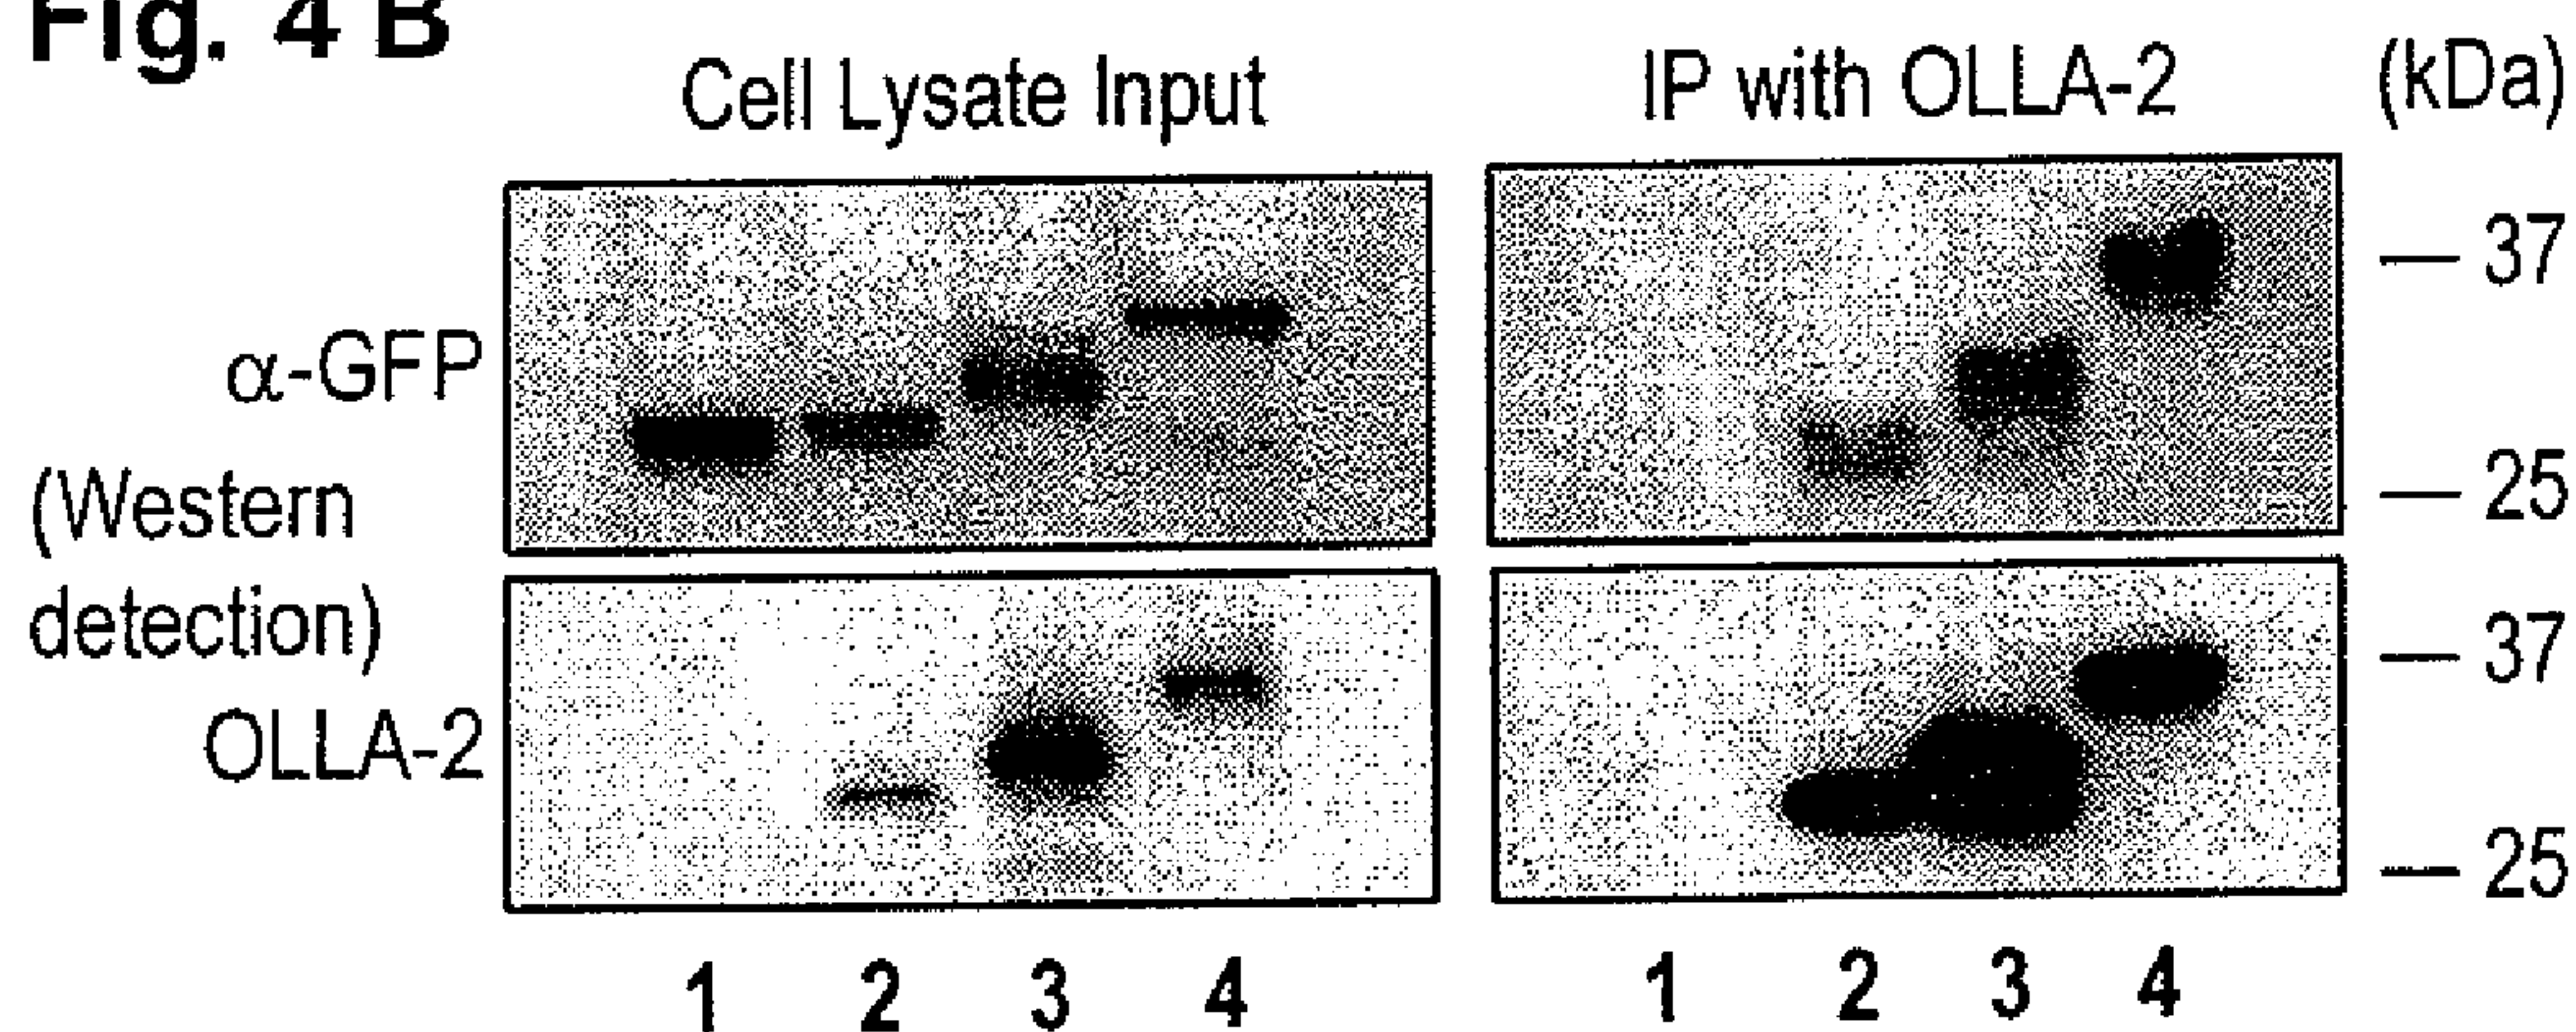 Fig. 4 B
Cell Lysate Input
IP with OLLA-2
(kDa)
α-GFP
(Western
detection)
OLLA-2
37
25
37
25
1 2 3 4
1 2 3 4